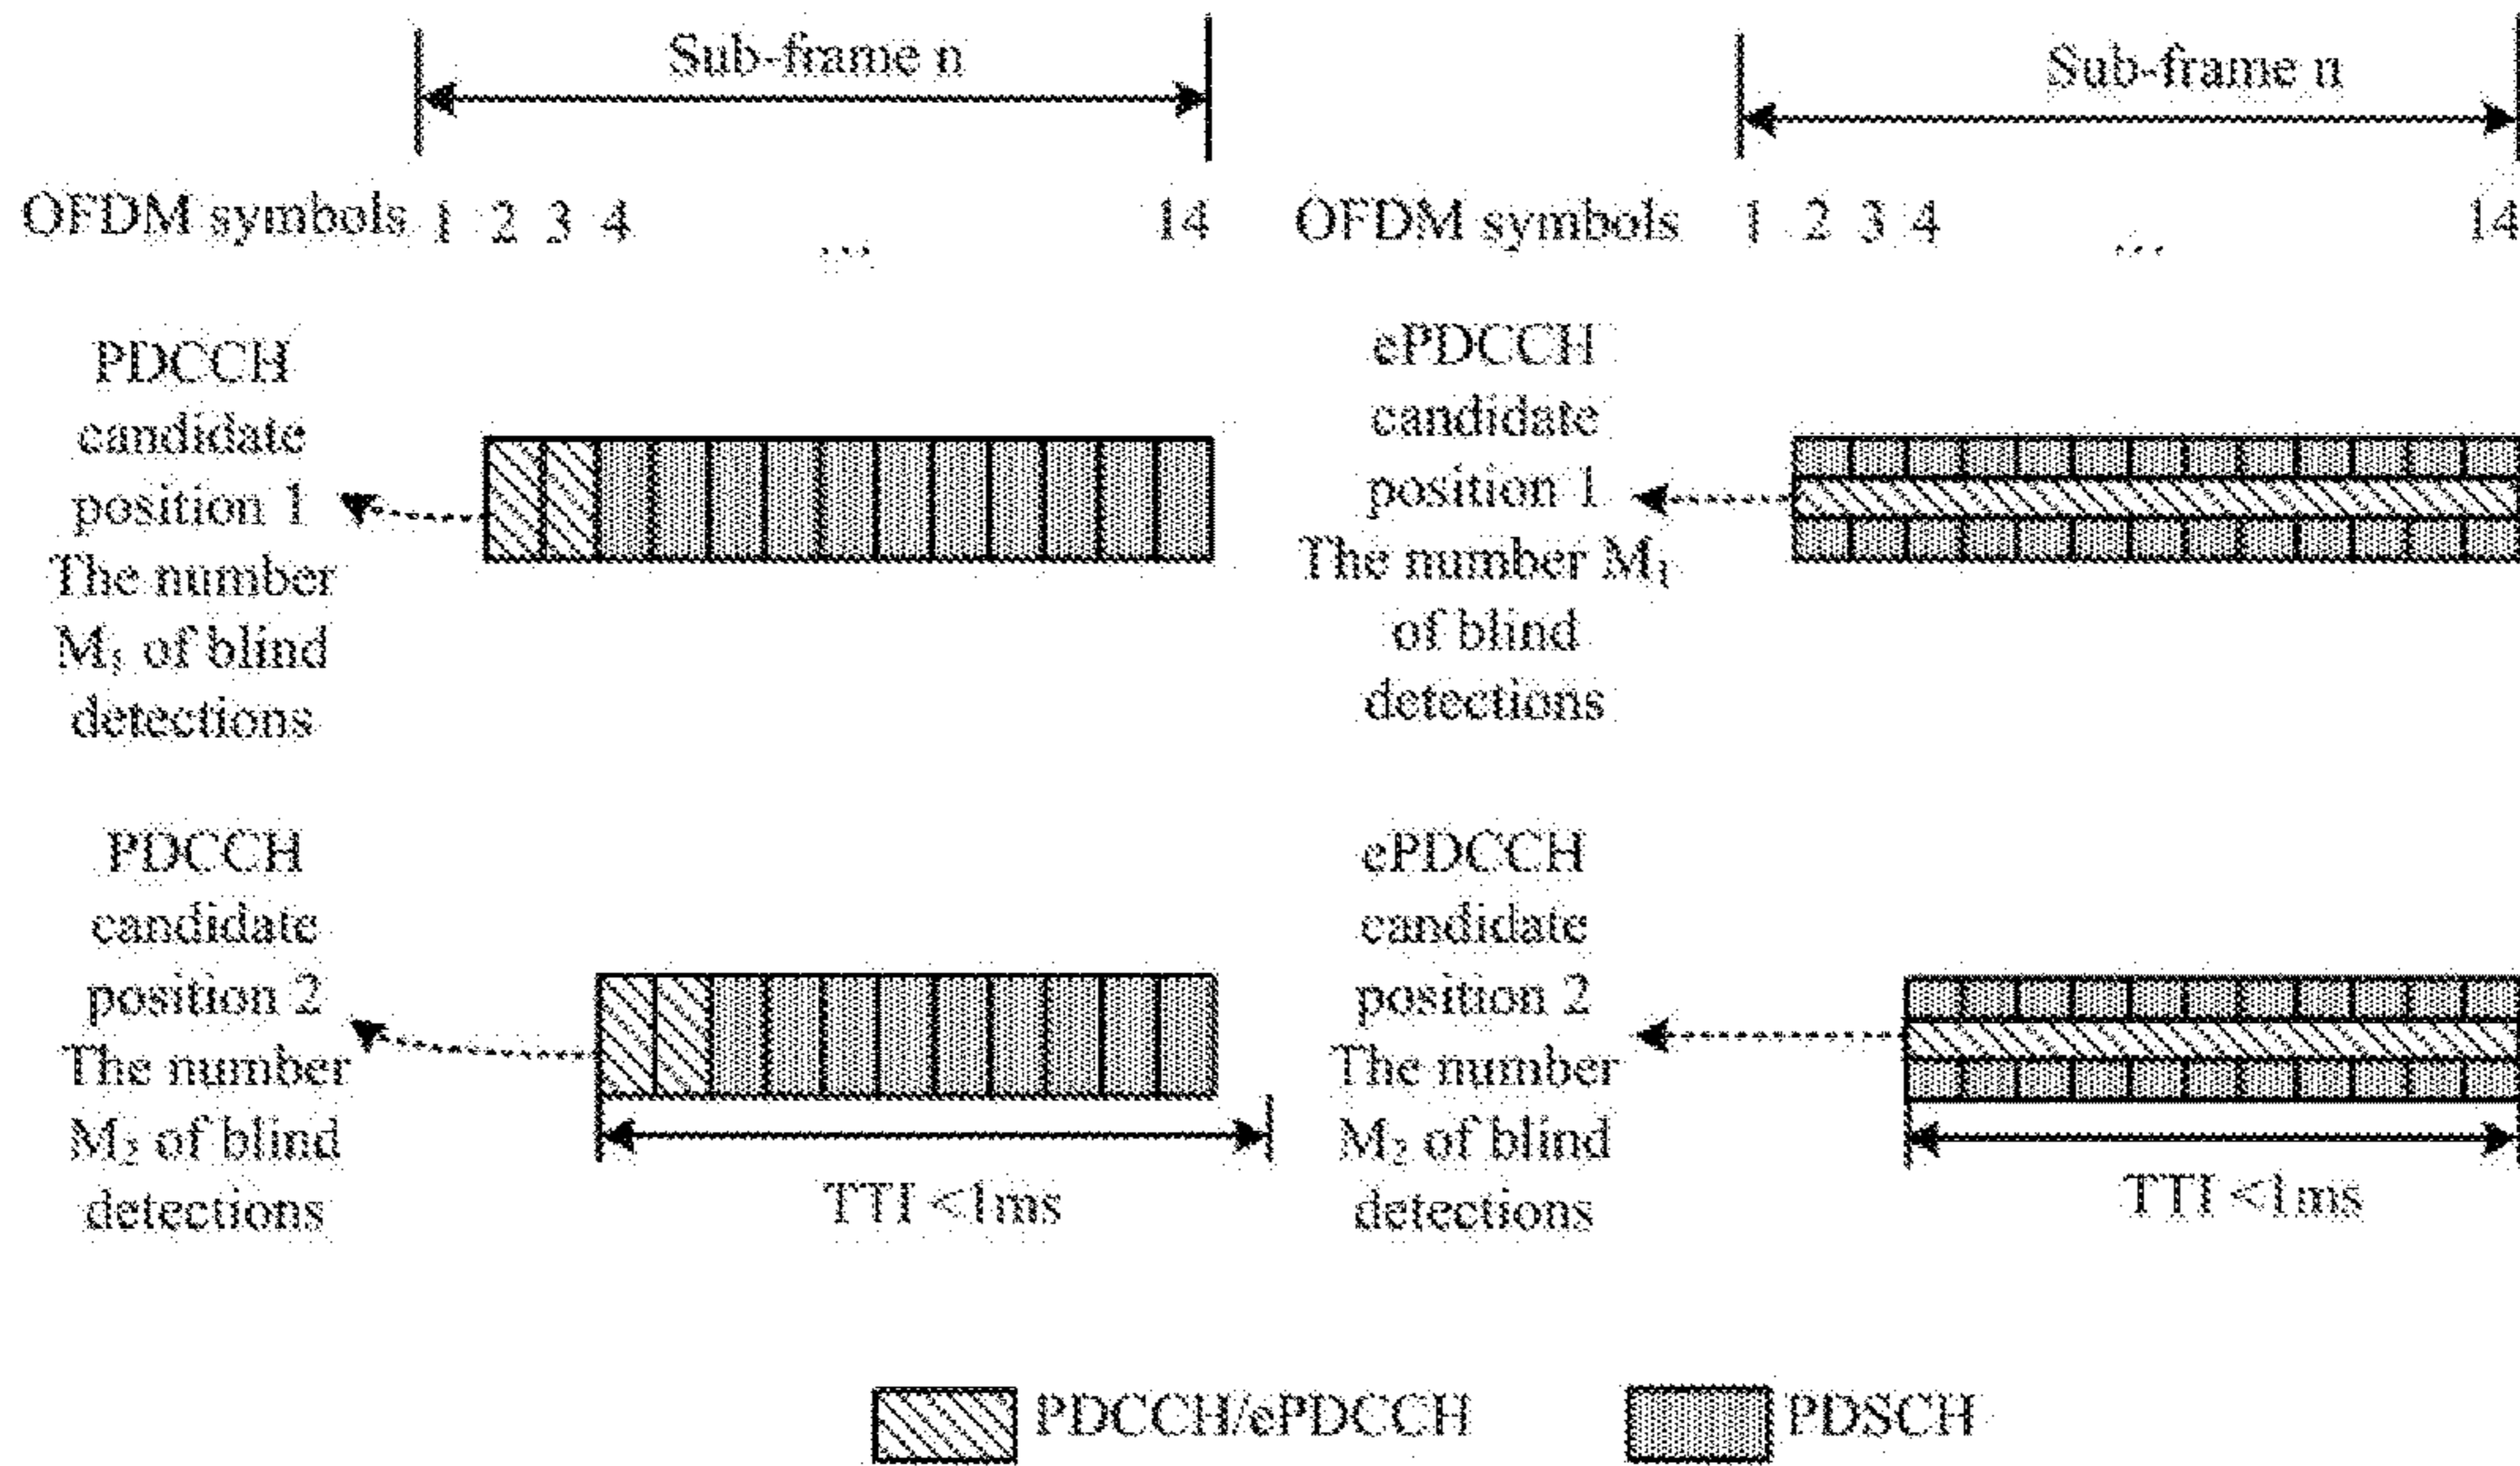 Sub-frame n
OFDM symbols 1 2 3 4 ... 14
PDCCH
candidate
position 1
The number
M₁ of blind
detections
PDCCH
candidate
position 2
The number
M₂ of blind
detections
TTI <1ms
Sub-frame n
OFDM symbols 1 2 3 4 ... 14
ePDCCH
candidate
position 1
The number M₁
of blind
detections
ePDCCH
candidate
position 2
The number
M₂ of blind
detections
TTI <1ms
PDCCH/ePDCCH
PDSCH